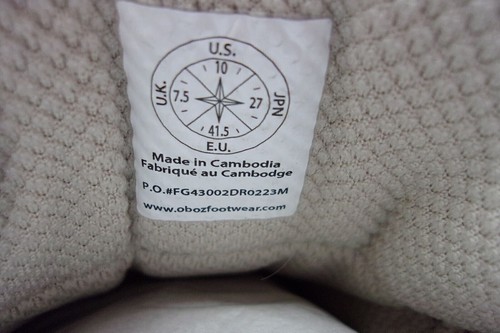 U.S.
10
U.K. 7.5 27 JPN
41.5
E.U.
Made in Cambodia
Fabriqué au Cambodge
P.O.#FG43002DR0223M
www.obozfootwear.com